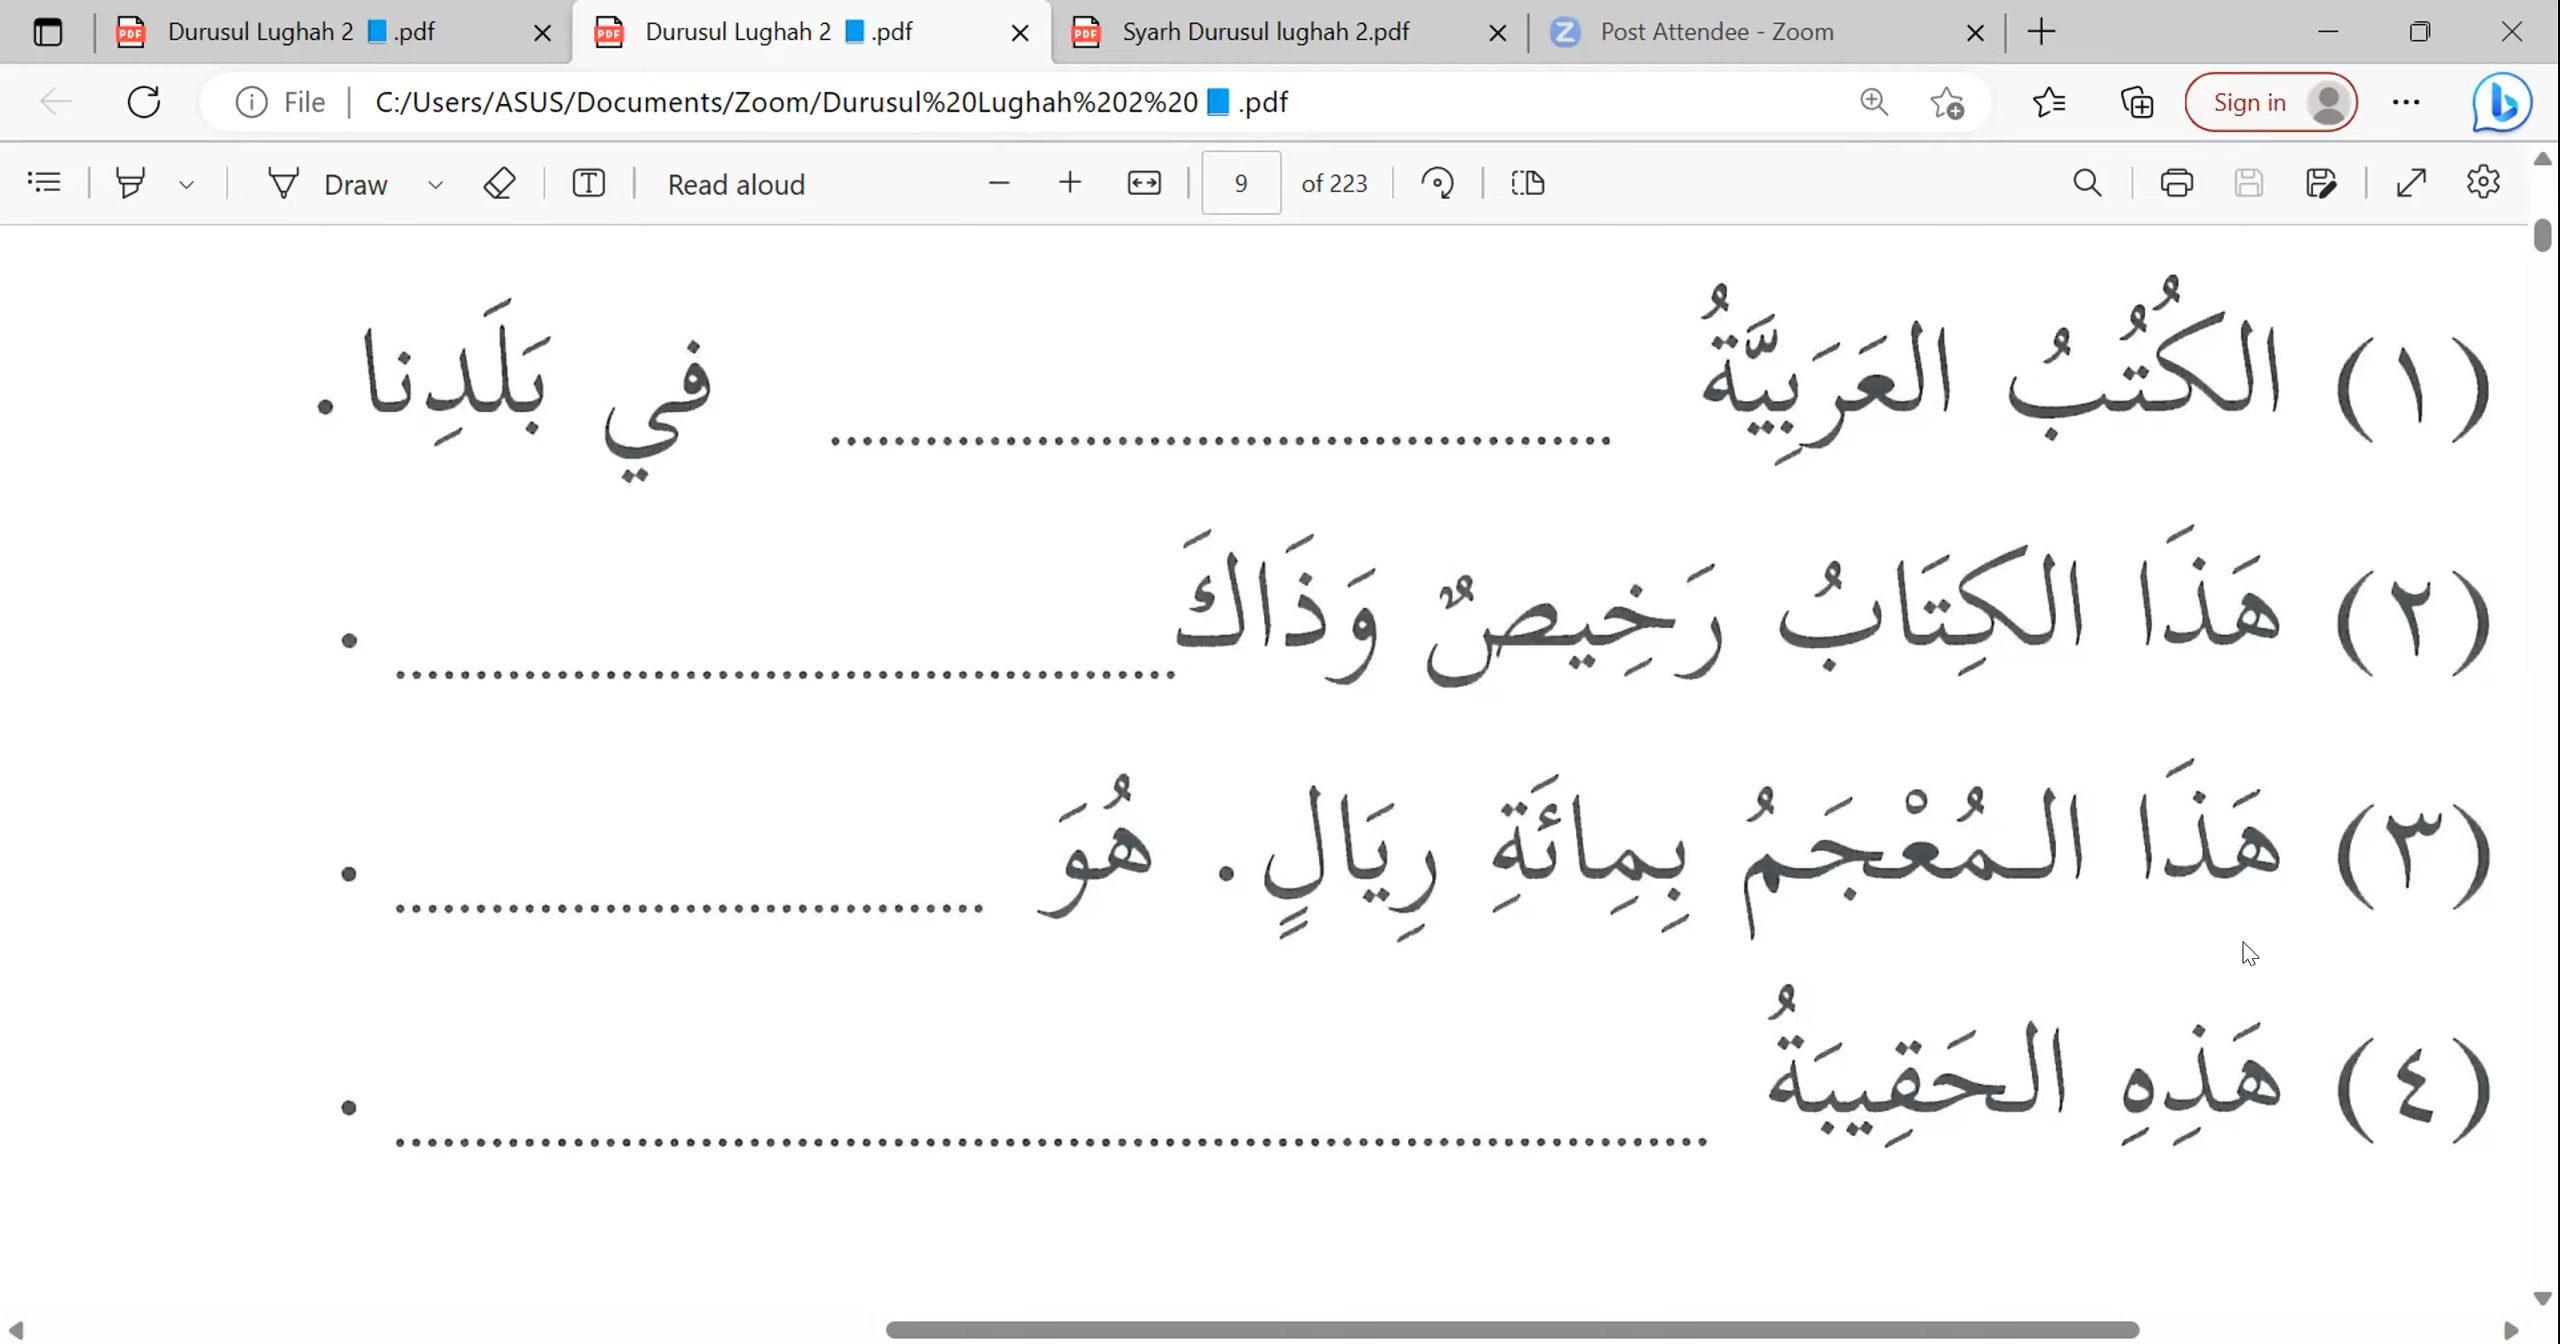 Durusul Lughah 2 📘.pdf
Durusul Lughah 2 📘.pdf
Syarh Durusul lughah 2.pdf
Post Attendee - Zoom
File
C:/Users/ASUS/Documents/Zoom/Durusul%20Lughah%202%20📘.pdf
Sign in
Draw
Read aloud
9 of 223
(١) الكُتُبُ العَرَبِيَّةُ ................................................ في بَلَدِنا .
(٢) هَذَا الكِتَابُ رَخِيصٌ وَذَاكَ ................................................ .
(٣) هَذَا المُعْجَمُ بِمِائَةِ رِيَالٍ . هُوَ ..................................... .
(٤) هَذِهِ الحَقِيبَةُ ................................................................................. .